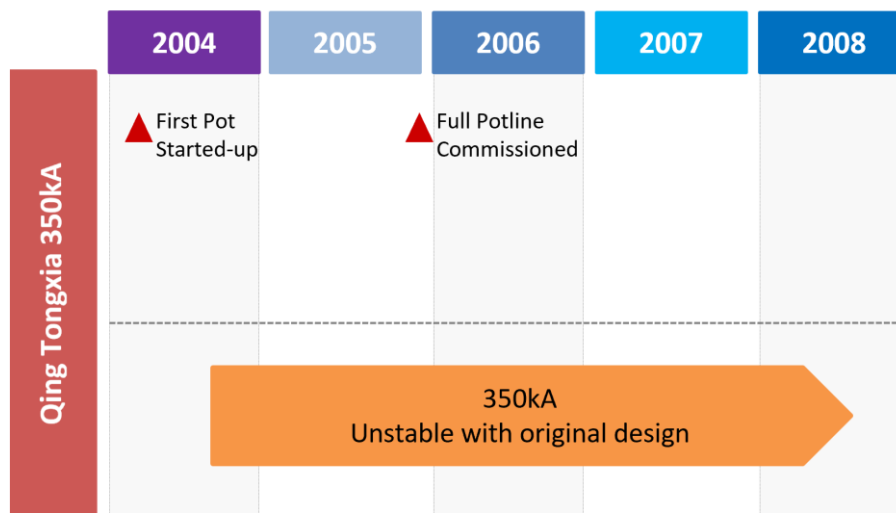 2004
2005
2006
2007
2008
Qing Tongxia 350kA
First Pot
Started-up
Full Potline
Commissioned
350kA
Unstable with original design